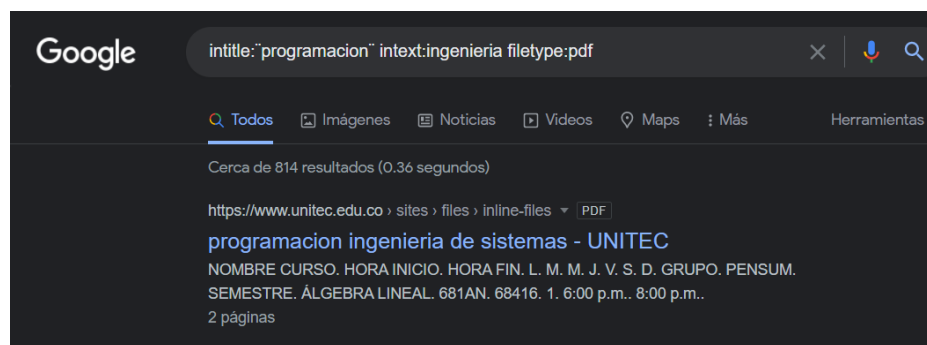 Google
intitle:¨programacion¨ intext:ingenieria filetype:pdf
Todos Imágenes Noticias Videos Maps Más Herramientas
Cerca de 814 resultados (0.36 segundos)
https://www.unitec.edu.co › sites › files › inline-files PDF
programacion ingenieria de sistemas - UNITEC
NOMBRE CURSO. HORA INICIO. HORA FIN. L. M. M. J. V. S. D. GRUPO. PENSUM.
SEMESTRE. ÁLGEBRA LINEAL. 681AN. 68416. 1. 6:00 p.m.. 8:00 p.m..
2 páginas